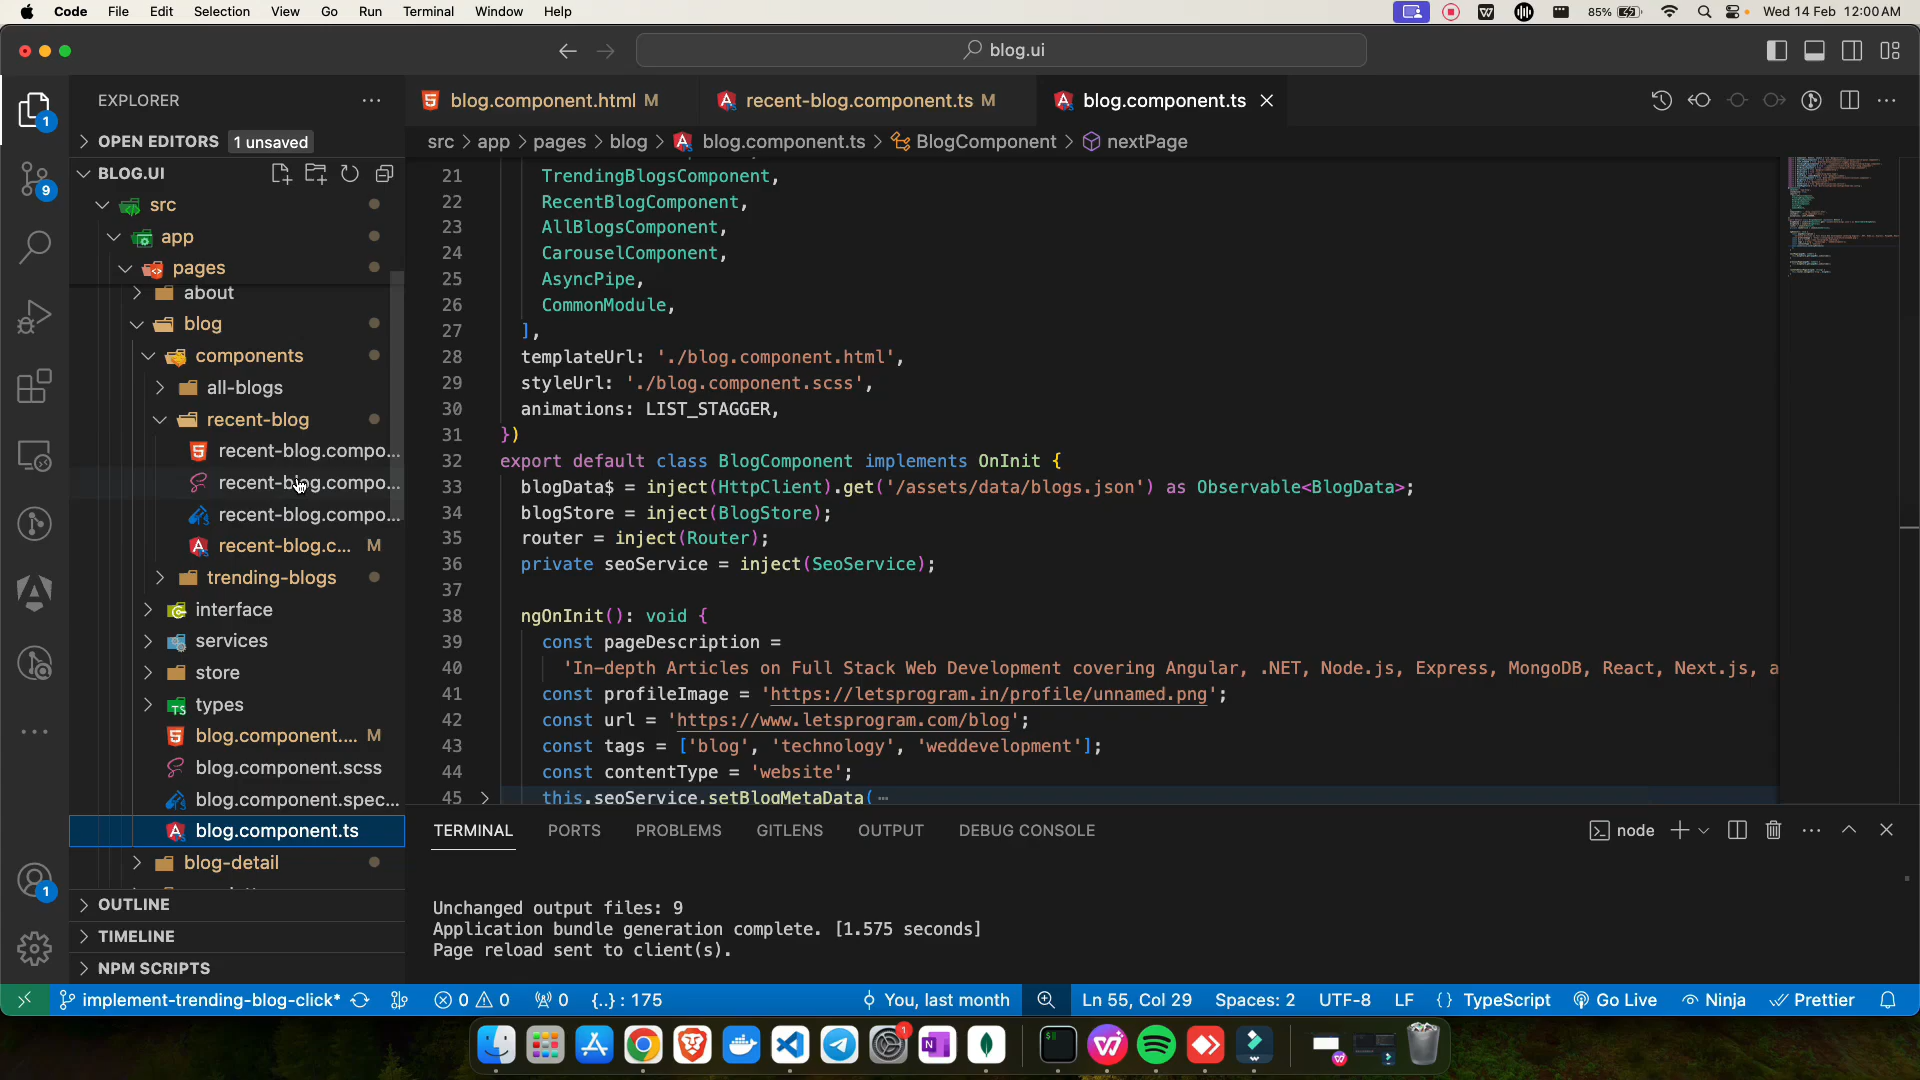 Code File Edit Selection View Go Run Terminal Window Help
85% Wed 14 Feb 12:00 AM
blog.ui
EXPLORER
OPEN EDITORS 1 unsaved
BLOG.UI
src
app
pages
about
blog
components
all-blogs
recent-blog
recent-blog.compo...
recent-blog.compo...
recent-blog.compo...
recent-blog.c... M
trending-blogs
interface
services
store
types
blog.component.... M
blog.component.scss
blog.component.spec...
blog.component.ts
blog-detail
OUTLINE
TIMELINE
NPM SCRIPTS
1
9
1
blog.component.html M
recent-blog.component.ts M
blog.component.ts
src > app > pages > blog > blog.component.ts > BlogComponent > nextPage
21 TrendingBlogsComponent,
22 RecentBlogComponent,
23 AllBlogsComponent,
24 CarouselComponent,
25 AsyncPipe,
26 CommonModule,
27 ],
28 templateUrl: './blog.component.html',
29 styleUrl: './blog.component.scss',
30 animations: LIST_STAGGER,
31 })
32 export default class BlogComponent implements OnInit {
33 blogData$ = inject(HttpClient).get('/assets/data/blogs.json') as Observable<BlogData>;
34 blogStore = inject(BlogStore);
35 router = inject(Router);
36 private seoService = inject(SeoService);
37
38 ngOnInit(): void {
39 const pageDescription =
40 'In-depth Articles on Full Stack Web Development covering Angular, .NET, Node.js, Express, MongoDB, React, Next.js, a
41 const profileImage = 'https://letsprogram.in/profile/unnamed.png';
42 const url = 'https://www.letsprogram.com/blog';
43 const tags = ['blog', 'technology', 'weddevelopment'];
44 const contentType = 'website';
45 this.seoService.setBlogMetaData(⋯
TERMINAL PORTS PROBLEMS GITLENS OUTPUT DEBUG CONSOLE
node
Unchanged output files: 9
Application bundle generation complete. [1.575 seconds]
Page reload sent to client(s).
implement-trending-blog-click* 0 0 0 {..} : 175 You, last month Ln 55, Col 29 Spaces: 2 UTF-8 LF {} TypeScript Go Live Ninja Prettier
1